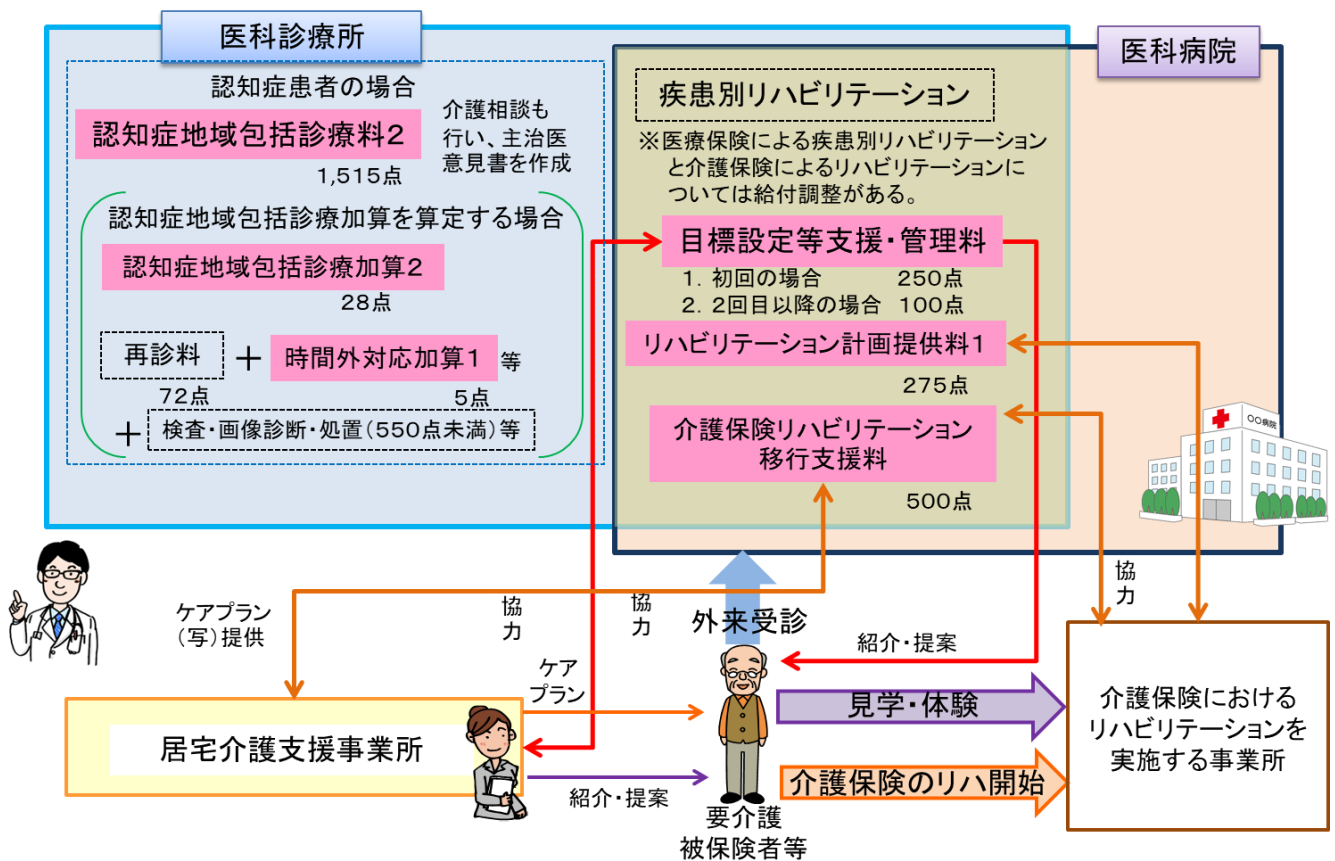 医科診療所
認知症患者の場合
認知症地域包括診療料2
1,515点
介護相談も
行い、主治医
意見書を作成
認知症地域包括診療加算を算定する場合
認知症地域包括診療加算2
28点
再診料
72点
＋
時間外対応加算1
等
5点
＋
検査・画像診断・処置(550点未満)等
医科病院
疾患別リハビリテーション
※医療保険による疾患別リハビリテーション
と介護保険によるリハビリテーションに
ついては給付調整がある。
目標設定等支援・管理料
1. 初回の場合 250点
2. 2回目以降の場合 100点
リハビリテーション計画提供料1
275点
介護保険リハビリテーション
移行支援料
500点
○○病院
ケアプラン
(写)提供
協力
協力
外来受診
紹介・提案
協力
ケア
プラン
居宅介護支援事業所
紹介・提案
要介護
被保険者等
見学・体験
介護保険のリハ開始
介護保険における
リハビリテーションを
実施する事業所